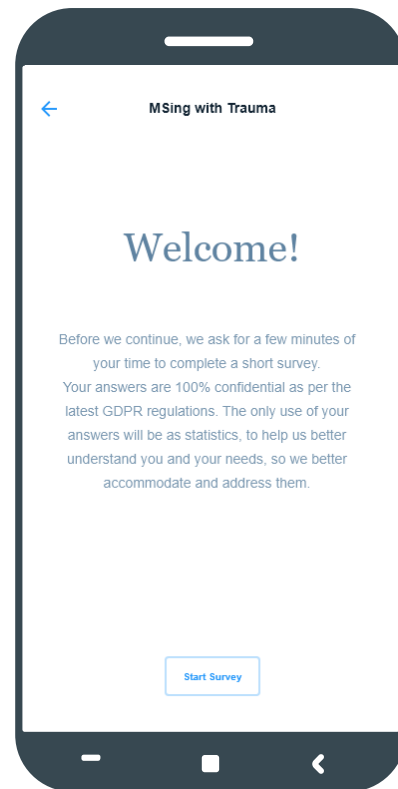 MSing with Trauma
Welcome!
Before we continue, we ask for a few minutes of
your time to complete a short survey.
Your answers are 100% confidential as per the
latest GDPR regulations. The only use of your
answers will be as statistics, to help us better
understand you and your needs, so we better
accommodate and address them.
Start Survey